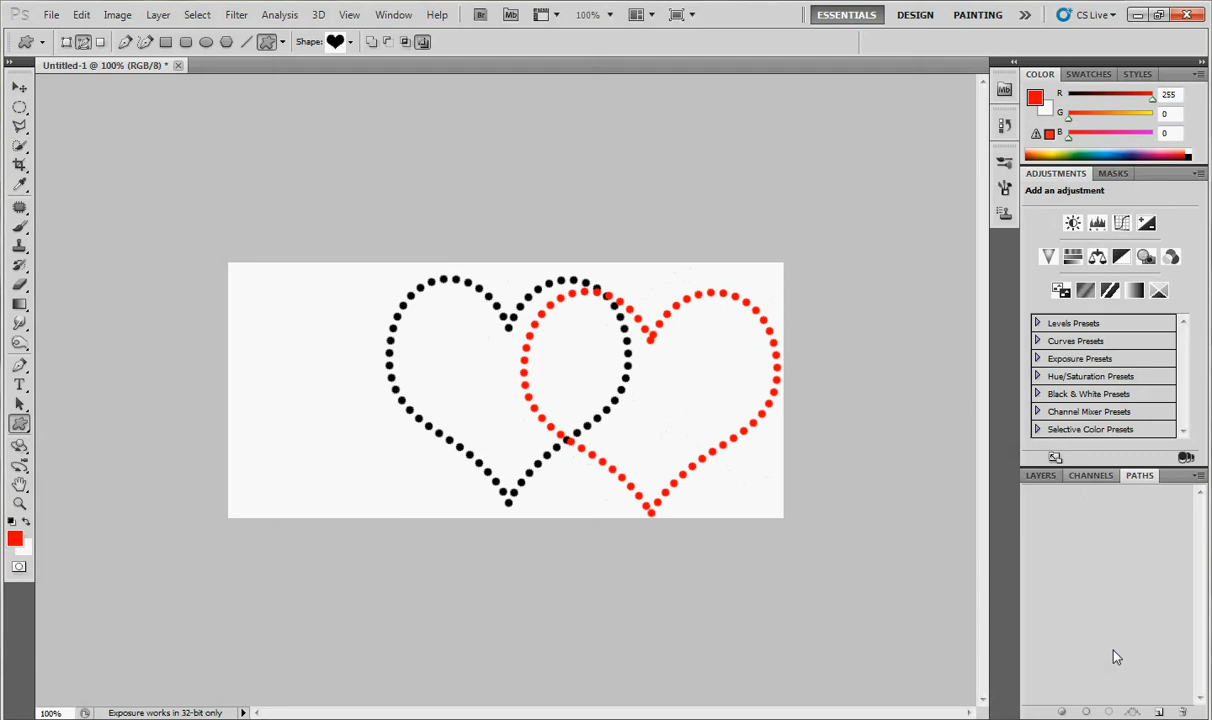 Ps File Edit Image Layer Select Filter Analysis 3D View Window Help Br Mb 100% ESSENTIALS DESIGN PAINTING CS Live
Shape:
Untitled-1 @ 100% (RGB/8) *
COLOR SWATCHES STYLES
Mb
R 255
G 0
B 0
ADJUSTMENTS MASKS
Add an adjustment
Levels Presets
Curves Presets
Exposure Presets
Hue/Saturation Presets
Black & White Presets
Channel Mixer Presets
Selective Color Presets
LAYERS CHANNELS PATHS
T
100% Exposure works in 32-bit only